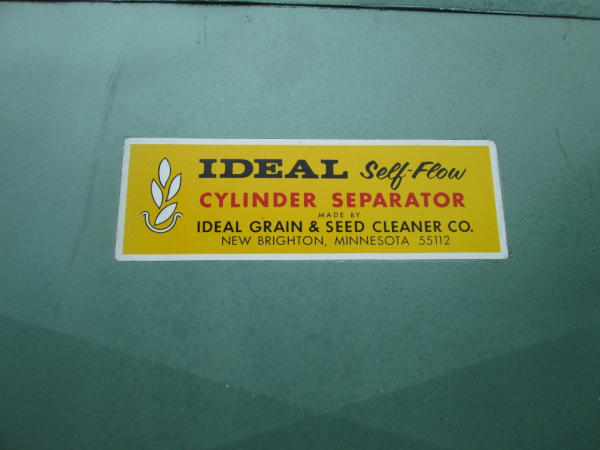 IDEAL Self-Flow
CYLINDER SEPARATOR
MADE BY
IDEAL GRAIN & SEED CLEANER CO.
NEW BRIGHTON, MINNESOTA 55112